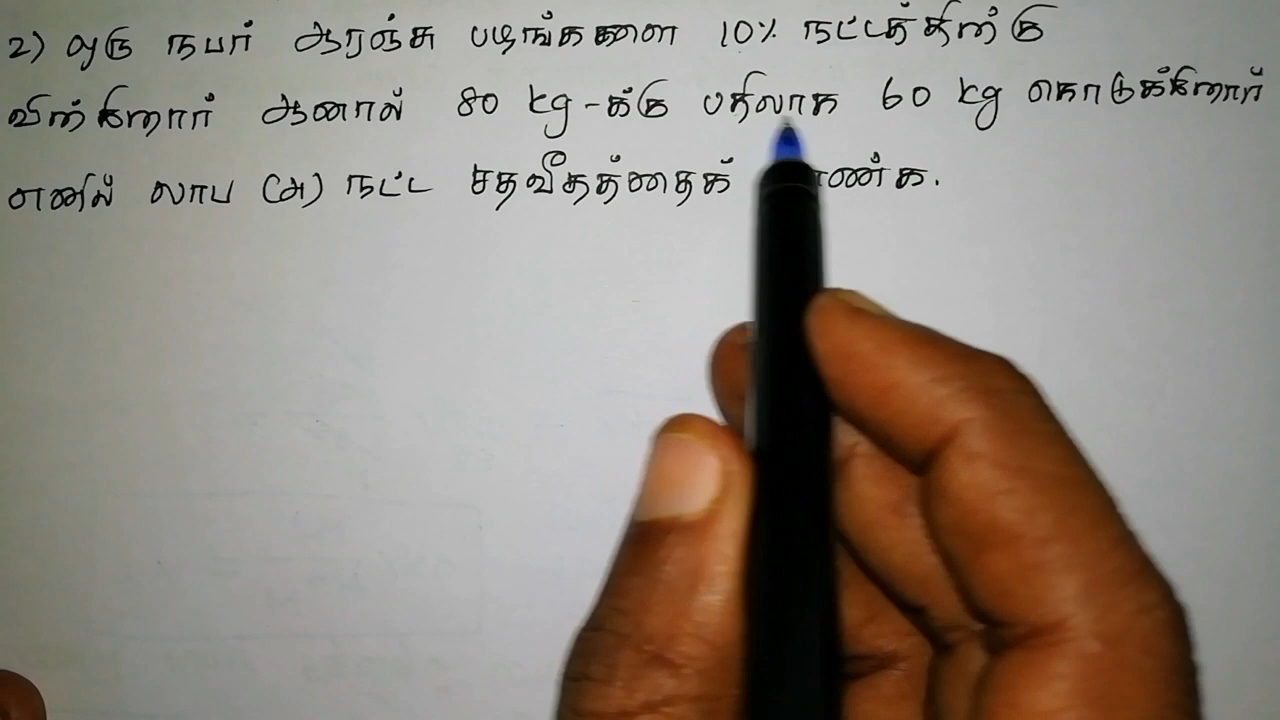 2) ஒரு நபர் ஆரஞ்சு பழங்களை 10% நட்டத்திற்கு
விற்கிறார் ஆனால் 80 kg-க்கு பதிலாக 60 kg கொடுக்கிறார்
எனில் லாப (அ) நட்ட சதவீதத்தைக்